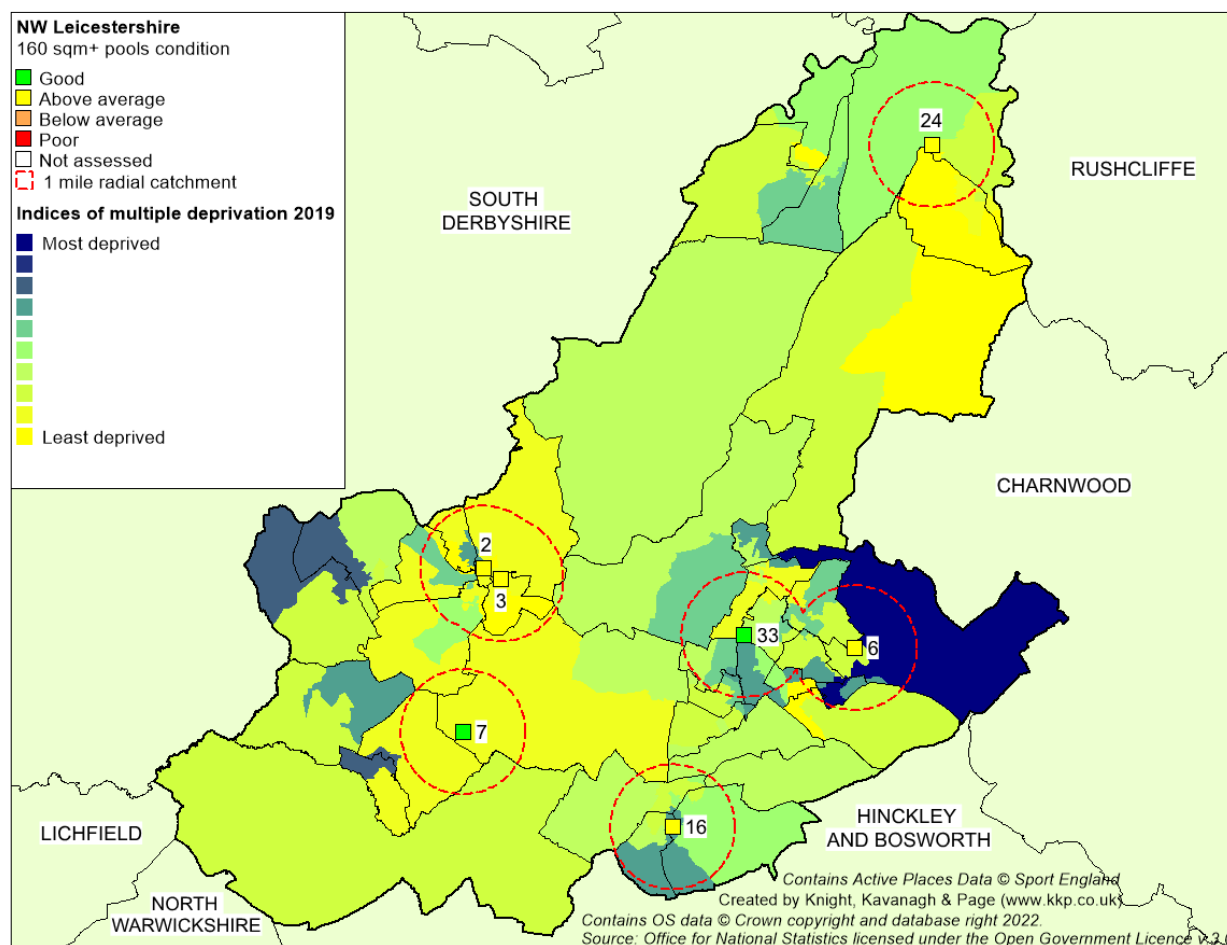 NW Leicestershire
160 sqm+ pools condition
Good
Above average
Below average
Poor
Not assessed
1 mile radial catchment
Indices of multiple deprivation 2019
Most deprived
Least deprived
24
RUSHCLIFFE
SOUTH
DERBYSHIRE
CHARNWOOD
2
3
33
6
7
16
LICHFIELD
HINCKLEY
AND BOSWORTH
NORTH
WARWICKSHIRE
Contains Active Places Data © Sport England
Created by Knight, Kavanagh & Page (www.kkp.co.uk)
Contains OS data © Crown copyright and database right 2022.
Source: Office for National Statistics licensed under the Open Government Licence v.3.0